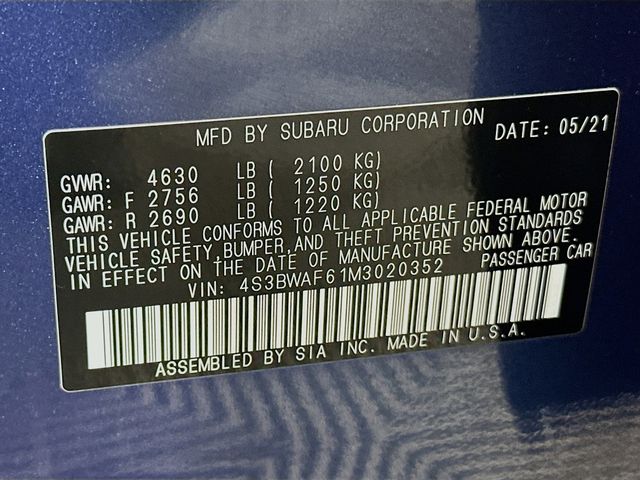 MFD BY SUBARU CORPORATION DATE: 05/21
GVWR: 4630 LB ( 2100 KG)
GAWR: F 2756 LB ( 1250 KG)
GAWR: R 2690 LB ( 1220 KG)
THIS VEHICLE CONFORMS TO ALL APPLICABLE FEDERAL MOTOR
VEHICLE SAFETY,BUMPER,AND THEFT PREVENTION STANDARDS
IN EFFECT ON THE DATE OF MANUFACTURE SHOWN ABOVE.
VIN: 4S3BWAF61M3020352 PASSENGER CAR
ASSEMBLED BY SIA INC. MADE IN U.S.A.